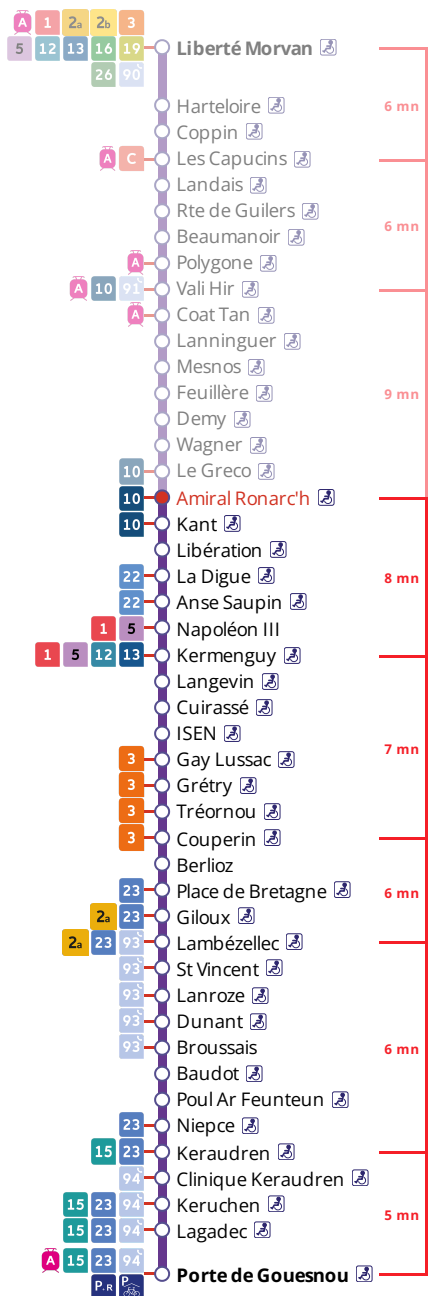 A 1 2a 2b 3
5 12 13 16 19 Liberté Morvan
26 90
Harteloire 6 mn
Coppin
A C Les Capucins
Landais
Rte de Guilers 6 mn
Beaumanoir
A Polygone
A 10 91 Vali Hir
A Coat Tan
Lanninguer
Mesnos
Feuillère 9 mn
Demy
Wagner
10 Le Greco
10 Amiral Ronarc'h
10 Kant
Libération
22 La Digue 8 mn
22 Anse Saupin
1 5 Napoléon III
1 5 12 13 Kermenguy
Langevin
Cuirassé
ISEN
3 Gay Lussac 7 mn
3 Grétry
3 Tréornou
3 Couperin
Berlioz
23 Place de Bretagne 6 mn
2a 23 Giloux
2a 23 93 Lambézellec
93 St Vincent
93 Lanroze
93 Dunant
93 Broussais 6 mn
Baudot
Poul Ar Feunteun
23 Niepce
15 23 Keraudren
94 Clinique Keraudren
15 23 94 Keruchen 5 mn
15 23 94 Lagadec
A 15 23 94 Porte de Gouesnou
P.R P